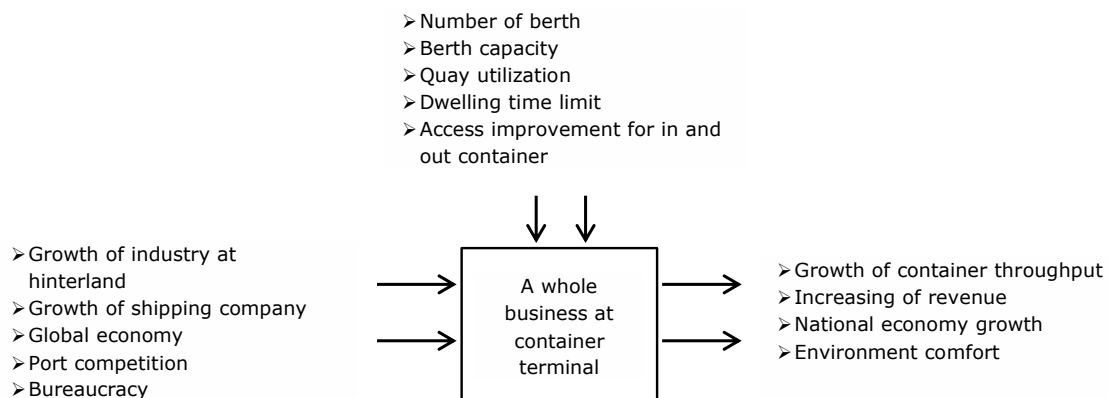 ➢Number of berth
➢Berth capacity
➢Quay utilization
➢Dwelling time limit
➢Access improvement for in and
out container
➢Growth of industry at
hinterland
➢Growth of shipping company
➢Global economy
➢Port competition
➢Bureaucracy
A whole
business at
container
terminal
➢Growth of container throughput
➢Increasing of revenue
➢National economy growth
➢Environment comfort